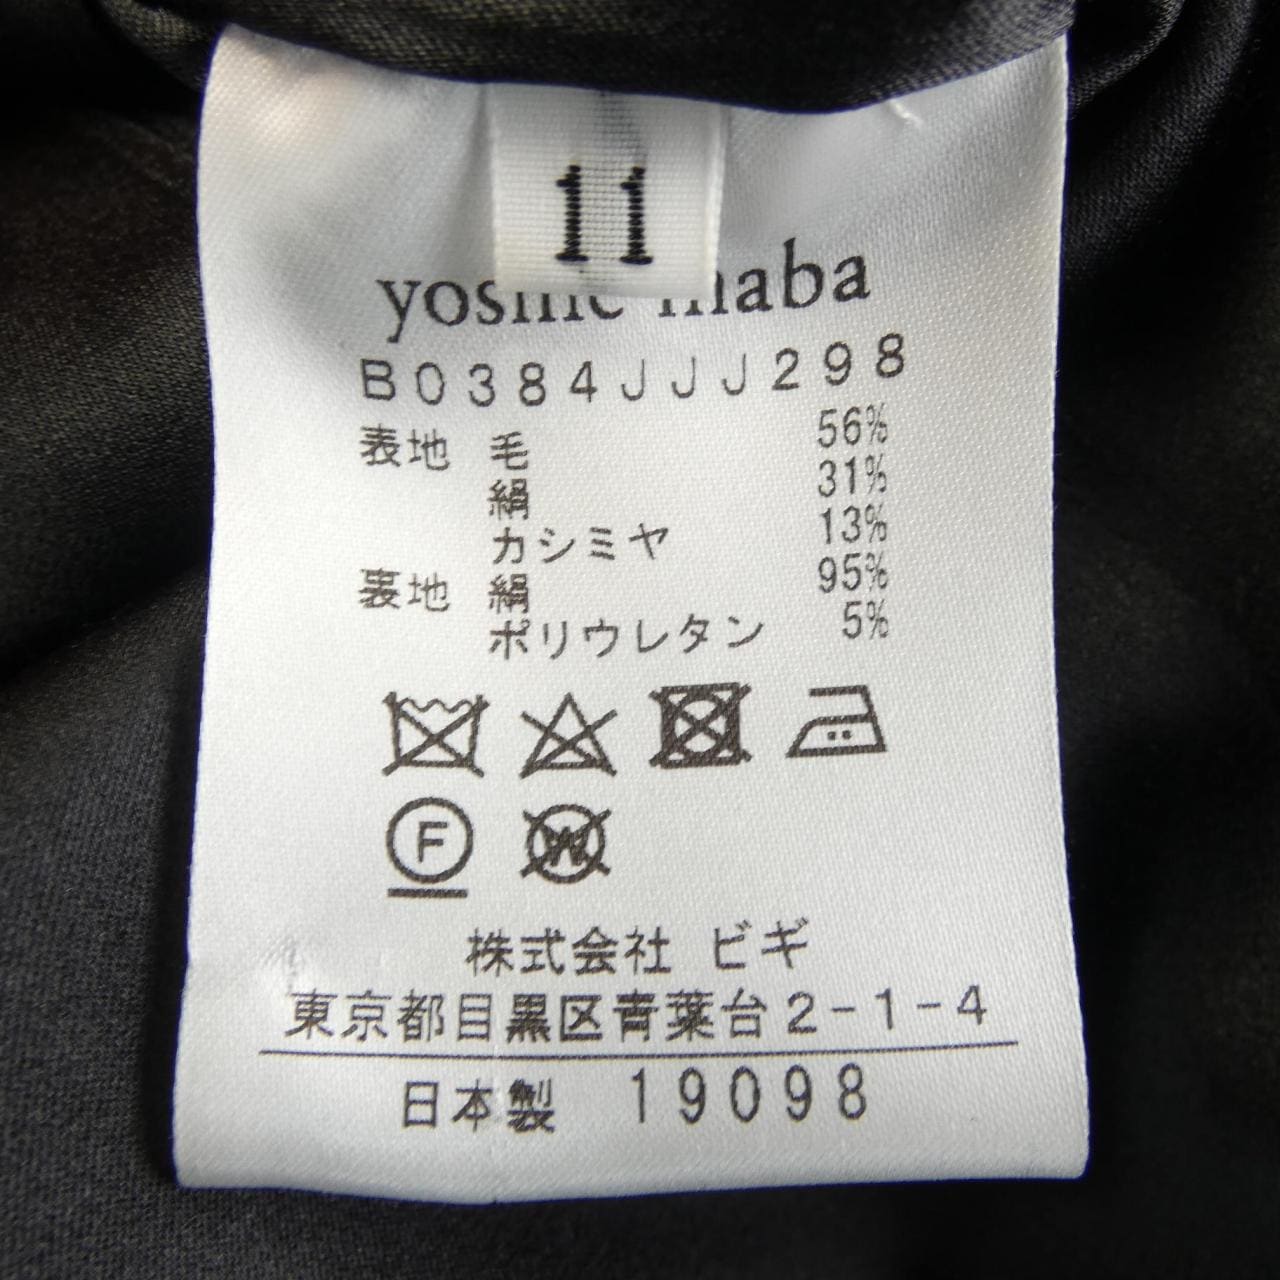 11
yoshie inaba
B0384JJJ298
表地 毛 56%
絹 31%
カシミヤ 13%
裏地 絹 95%
ポリウレタン 5%
F W
株式会社 ビギ
東京都目黒区青葉台2-1-4
日本製 19098